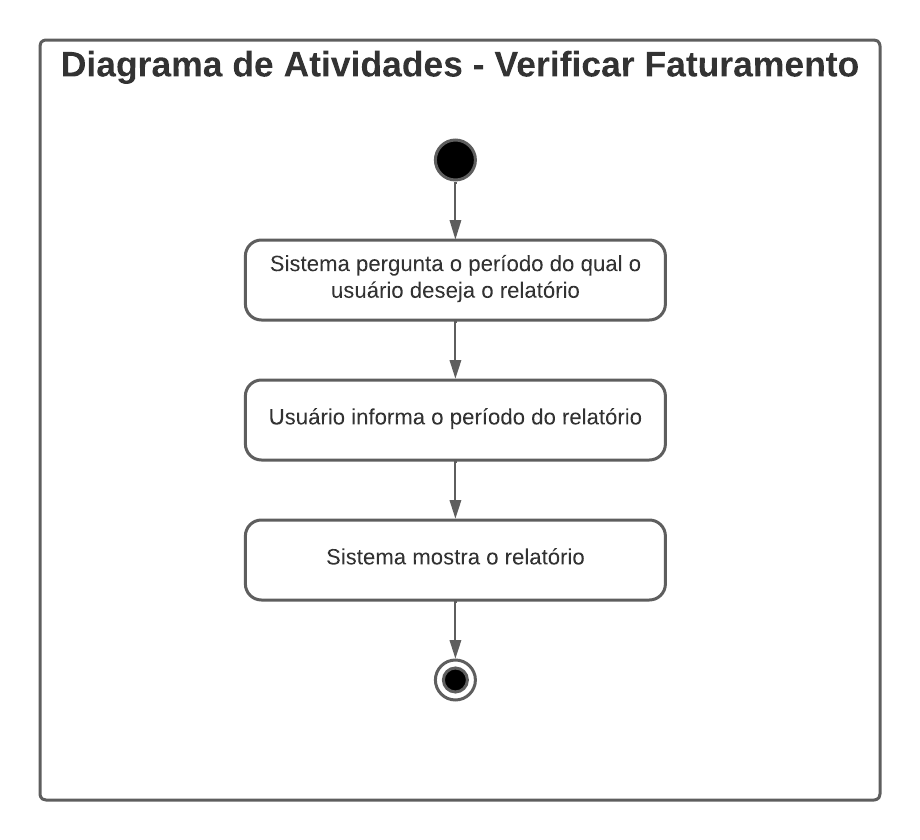 Diagrama de Atividades - Verificar Faturamento
Sistema pergunta o período do qual o
usuário deseja o relatório
Usuário informa o período do relatório
Sistema mostra o relatório